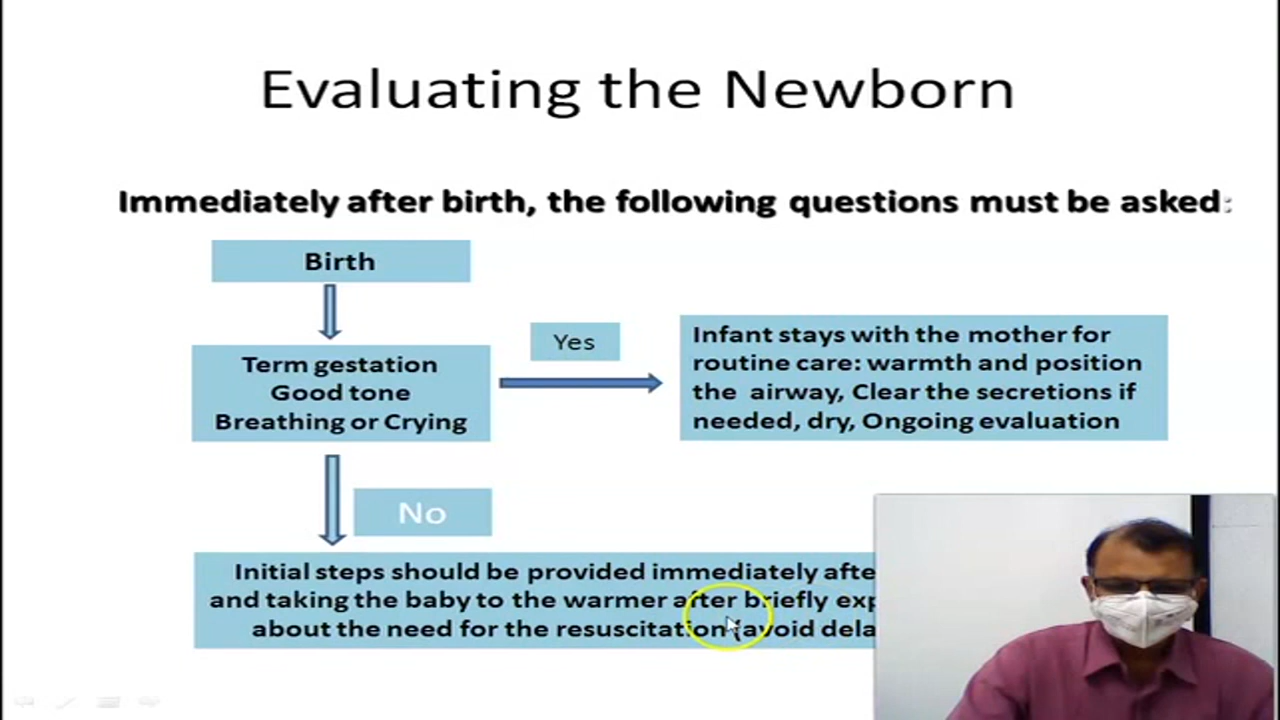 Evaluating the Newborn
Immediately after birth, the following questions must be asked:
Birth
Term gestation
Good tone
Breathing or Crying
Yes
Infant stays with the mother for
routine care: warmth and position
the airway, Clear the secretions if
needed, dry, Ongoing evaluation
No
Initial steps should be provided immediately
and taking the baby to the warmer after briefly
about the need for the resuscitation (avoid